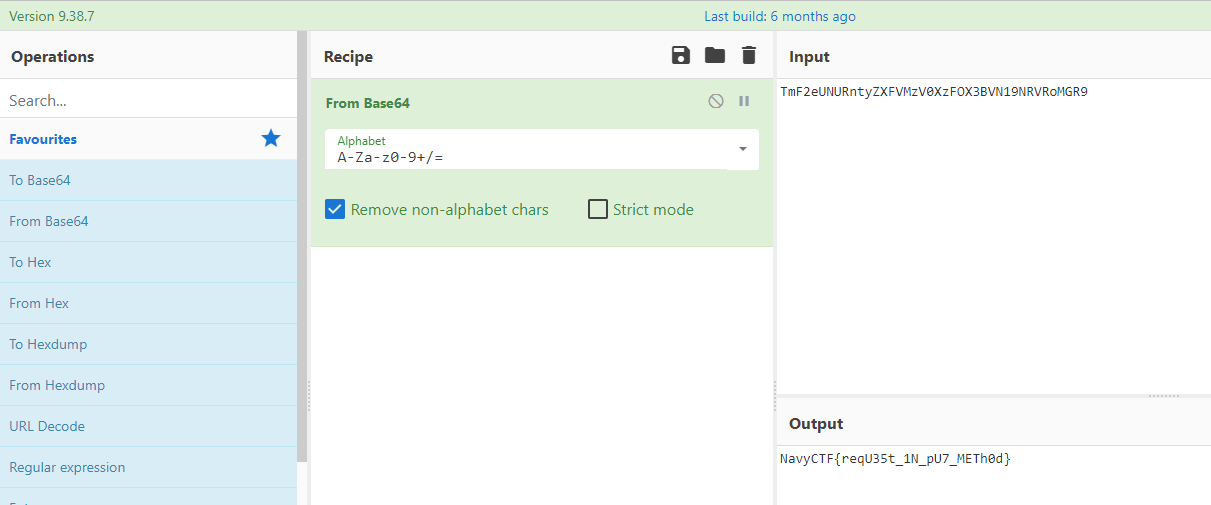 Version 9.38.7
Last build: 6 months ago
Operations
Search...
Favourites
To Base64
From Base64
To Hex
From Hex
To Hexdump
From Hexdump
URL Decode
Regular expression
Recipe
From Base64
Alphabet
A-Za-z0-9+/=
Remove non-alphabet chars
Strict mode
Input
TmF2eUNURntyZXFVMzV0XzFOX3BVN19NRVRoMGR9
Output
NavyCTF{reqU35t_1N_pU7_METh0d}